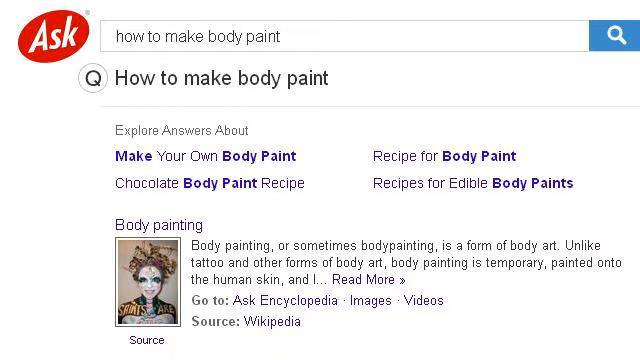 Ask
how to make body paint
Q How to make body paint
Explore Answers About
Make Your Own Body Paint
Recipe for Body Paint
Chocolate Body Paint Recipe
Recipes for Edible Body Paints
Body painting
Body painting, or sometimes bodypainting, is a form of body art. Unlike
tattoo and other forms of body art, body painting is temporary, painted onto
the human skin, and l... Read More »
Go to: Ask Encyclopedia · Images · Videos
Source: Wikipedia
Source